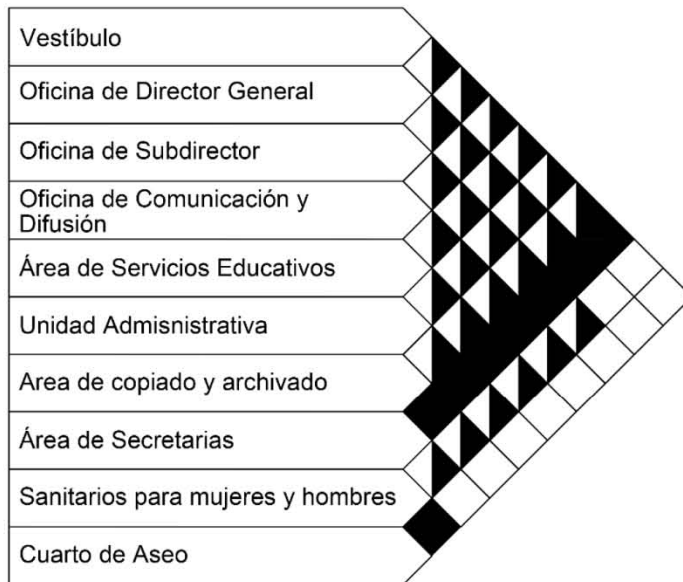 Vestíbulo
Oficina de Director General
Oficina de Subdirector
Oficina de Comunicación y
Difusión
Área de Servicios Educativos
Unidad Admisnistrativa
Area de copiado y archivado
Área de Secretarias
Sanitarios para mujeres y hombres
Cuarto de Aseo